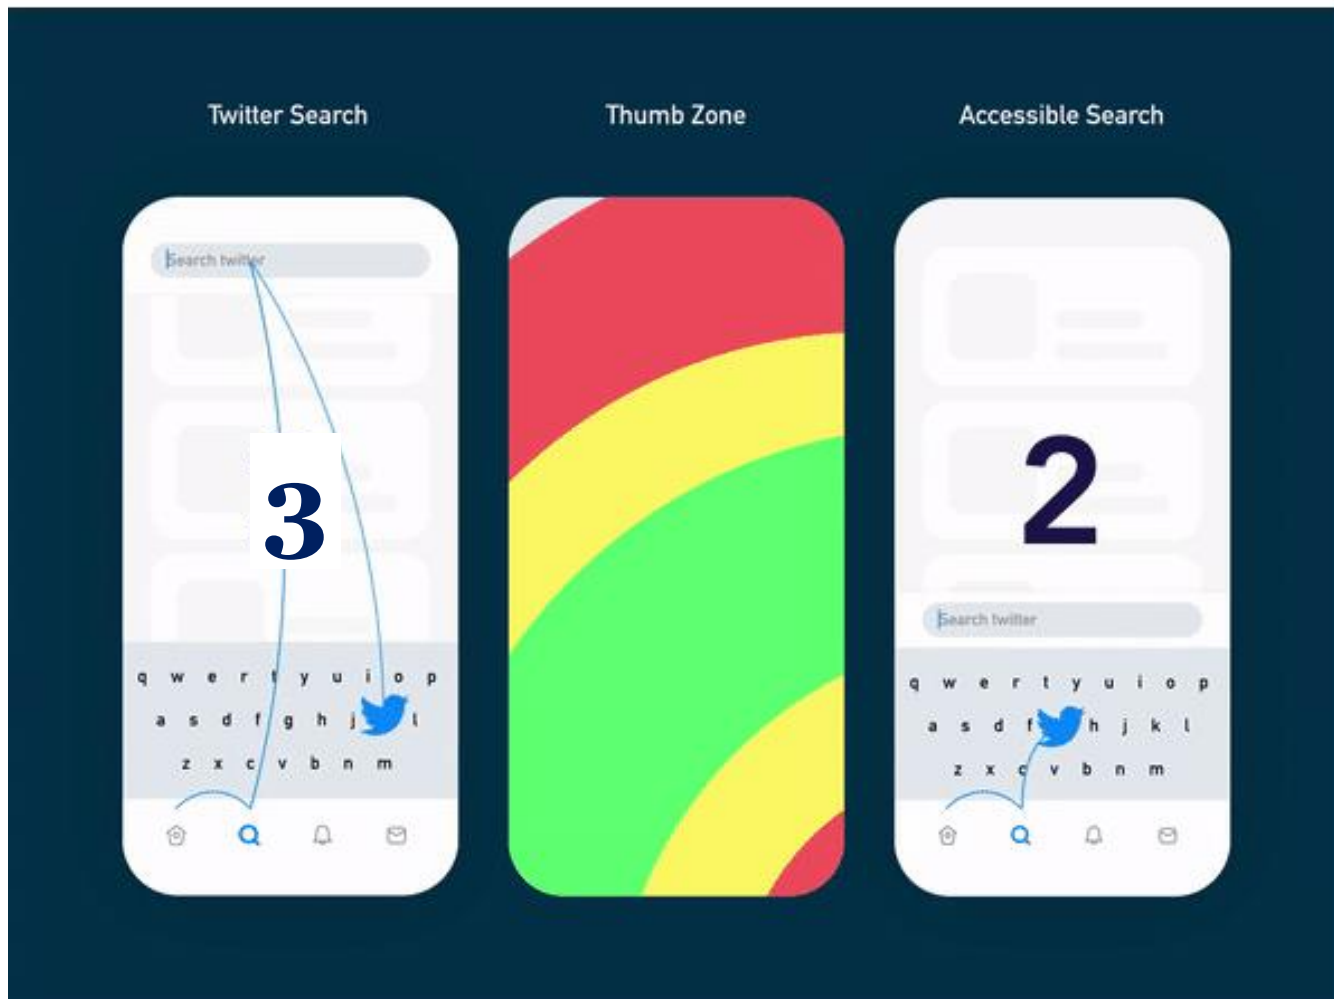 Twitter Search
Thumb Zone
Accessible Search
Search twitter
3
q w e r t y u i o p
a s d f g h j l
z x c v b n m
2
Search twitter
q w e r t y u i o p
a s d f h j k l
z x c v b n m